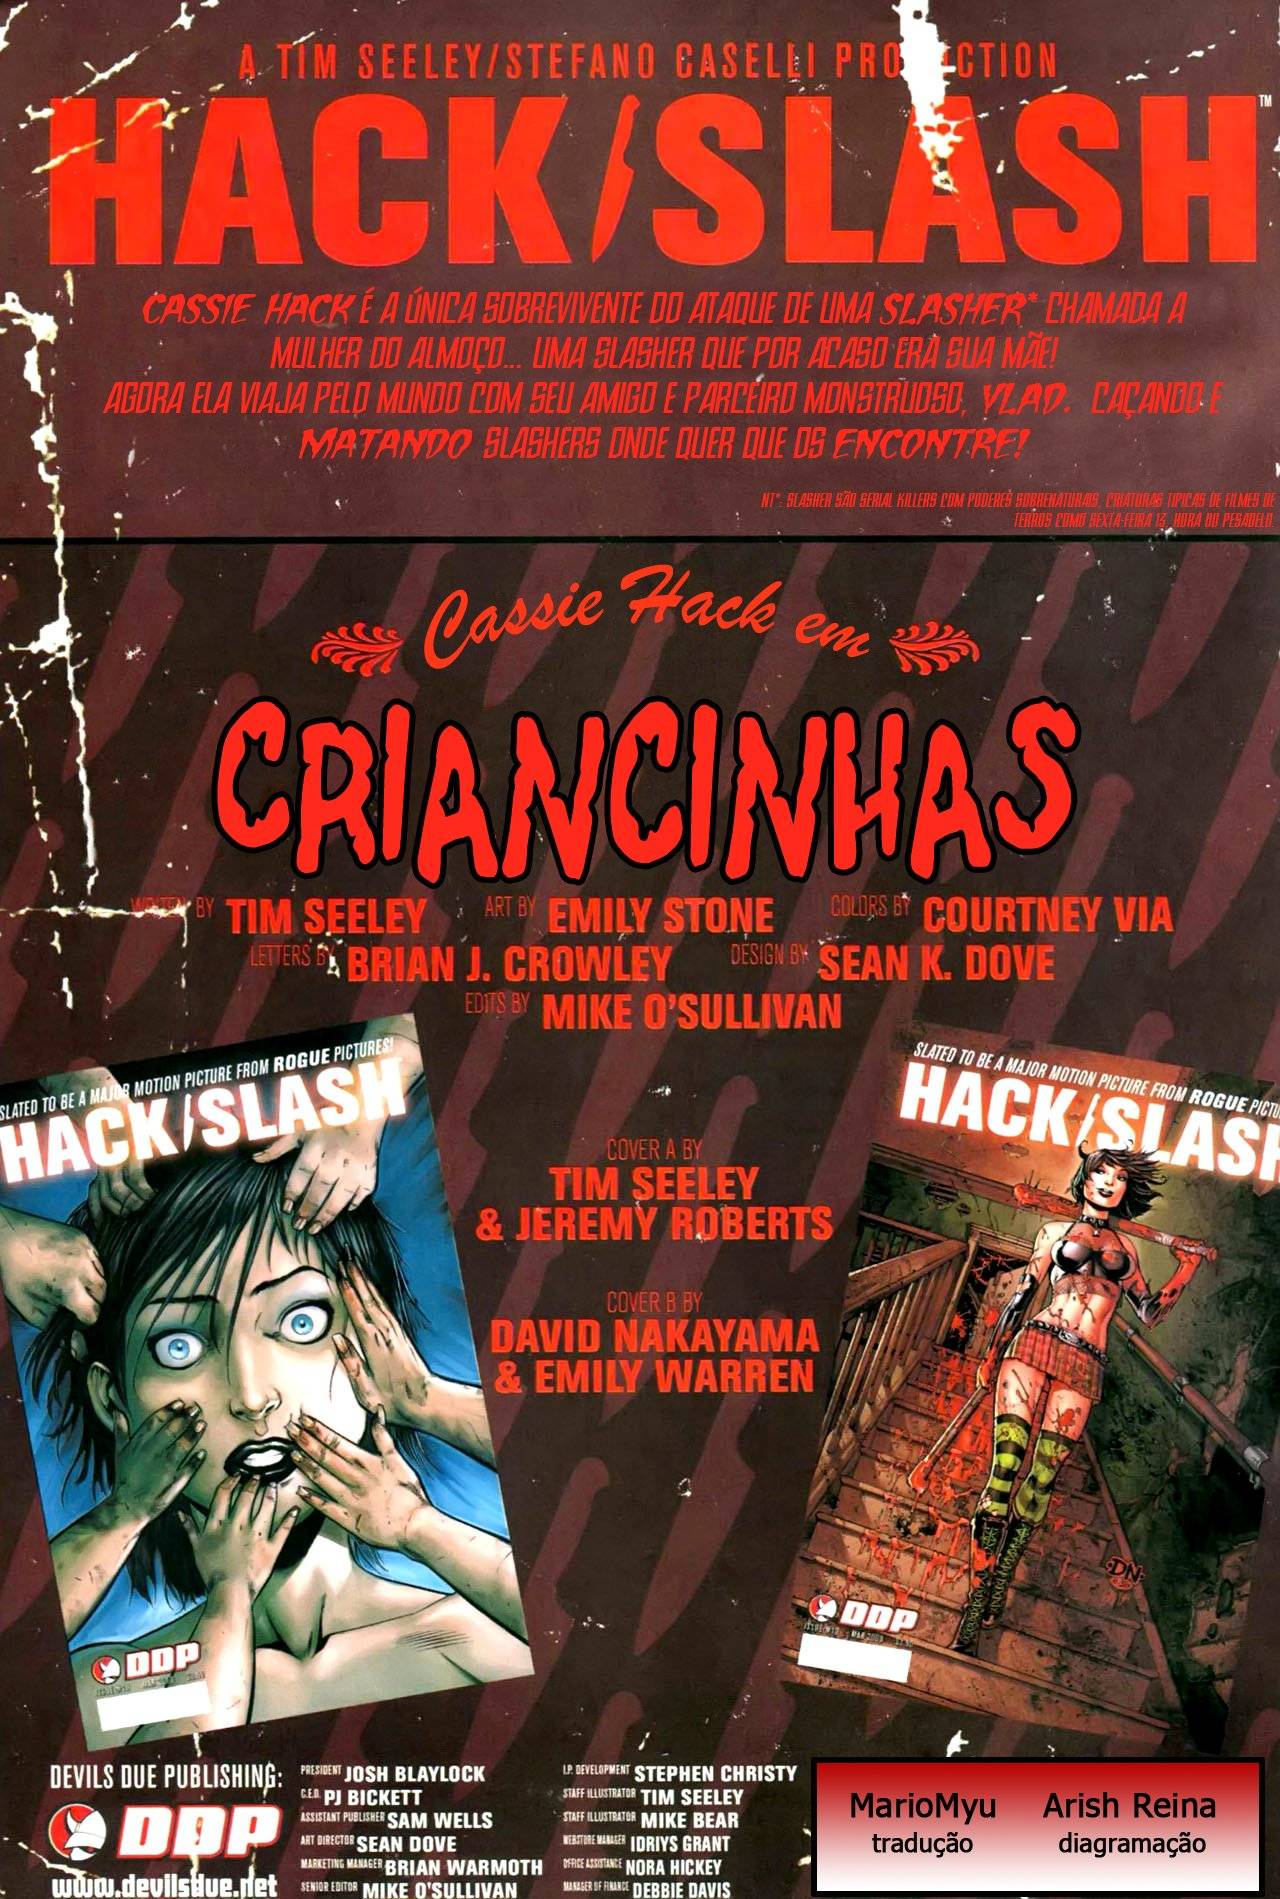 A TIM SEELEY/STEFANO CASELLI PRO CTION
HACK/SLASH™
CASSIE HACK É A ÚNICA SOBREVIVENTE DO ATAQUE DE UMA SLASHER* CHAMADA A
MULHER DO ALMOÇO... UMA SLASHER QUE POR ACASO ERA SUA MÃE!
AGORA ELA VIAJA PELO MUNDO COM SEU AMIGO E PARCEIRO MONSTRUOSO, VLAD. CAÇANDO E
MATANDO SLASHERS ONDE QUER QUE OS ENCONTRE!
NT*: SLASHER SÃO SERIAL KILLERS COM PODERES SOBRENATURAIS, CRIATURAS TIPICAS DE FILMES DE
TERROS COMO SEXTA-FEIRA 13, HORA DO PESADELO.
Cassie Hack em
CRIANCINHAS
WRITTEN BY TIM SEELEY ART BY EMILY STONE COLORS BY COURTNEY VIA
LETTERS BY BRIAN J. CROWLEY DESIGN BY SEAN K. DOVE
EDITS BY MIKE O'SULLIVAN
SLATED TO BE A MAJOR MOTION PICTURE FROM ROGUE PICTURES!
HACK/SLASH
DDP
COVER A BY
TIM SEELEY
& JEREMY ROBERTS
COVER B BY
DAVID NAKAYAMA
& EMILY WARREN
SLATED TO BE A MAJOR MOTION PICTURE FROM ROGUE PICTU
HACK/SLASH
DN
DDP
DEVILS DUE PUBLISHING:
DDP
www.devilsdue.net
PRESIDENT JOSH BLAYLOCK
C.E.O. PJ BICKETT
ASSISTANT PUBLISHER SAM WELLS
ART DIRECTOR SEAN DOVE
MARKETING MANAGER BRIAN WARMOTH
SENIOR EDITOR MIKE O'SULLIVAN
I.P. DEVELOPMENT STEPHEN CHRISTY
STAFF ILLUSTRATOR TIM SEELEY
STAFF ILLUSTRATOR MIKE BEAR
WEBSTORE MANAGER IDRIYS GRANT
OFFICE ASSISTANCE NORA HICKEY
MANAGER OF FINANCE DEBBIE DAVIS
MarioMyu Arish Reina
tradução diagramação